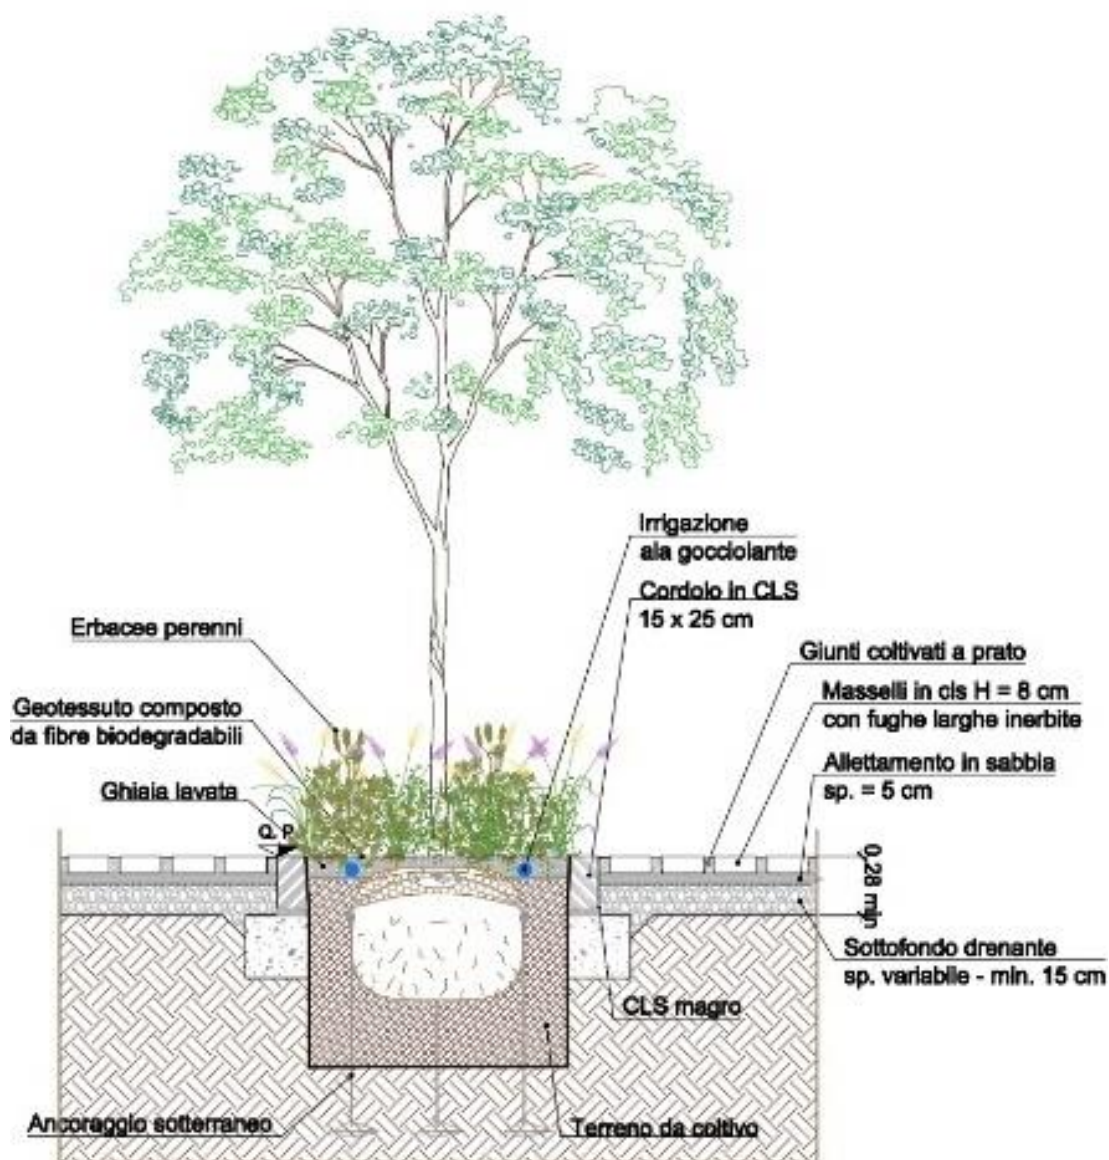 Irrigazione
ala gocciolante
Cordolo in CLS
15 x 25 cm
Erbacee perenni
Giunti coltivati a prato
Masselli in cls H = 8 cm
con fughe larghe inerbite
Geotessuto composto
da fibre biodegradabili
Allettamento in sabbia
sp. = 5 cm
Ghiaia lavata
Q. P.
0,28 min
Sottofondo drenante
sp. variabile - min. 15 cm
CLS magro
Ancoraggio sotterraneo
Terreno da coltivo